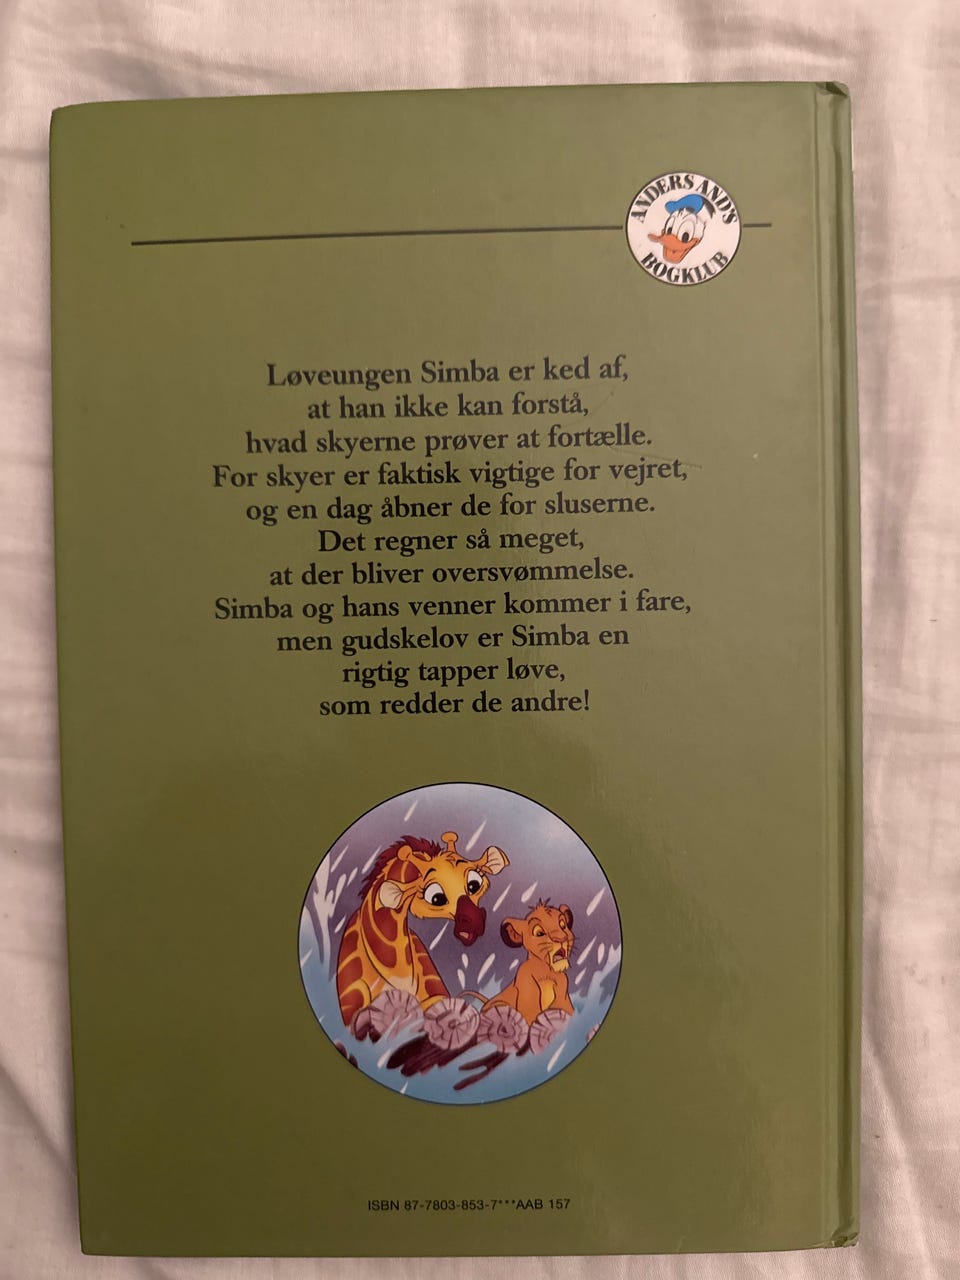 ANDERS AND'S
BOGKLUB
Løveungen Simba er ked af,
at han ikke kan forstå,
hvad skyerne prøver at fortælle.
For skyer er faktisk vigtige for vejret,
og en dag åbner de for sluserne.
Det regner så meget,
at der bliver oversvømmelse.
Simba og hans venner kommer i fare,
men gudskelov er Simba en
rigtig tapper løve,
som redder de andre!
ISBN 87-7803-853-7***AAB 157